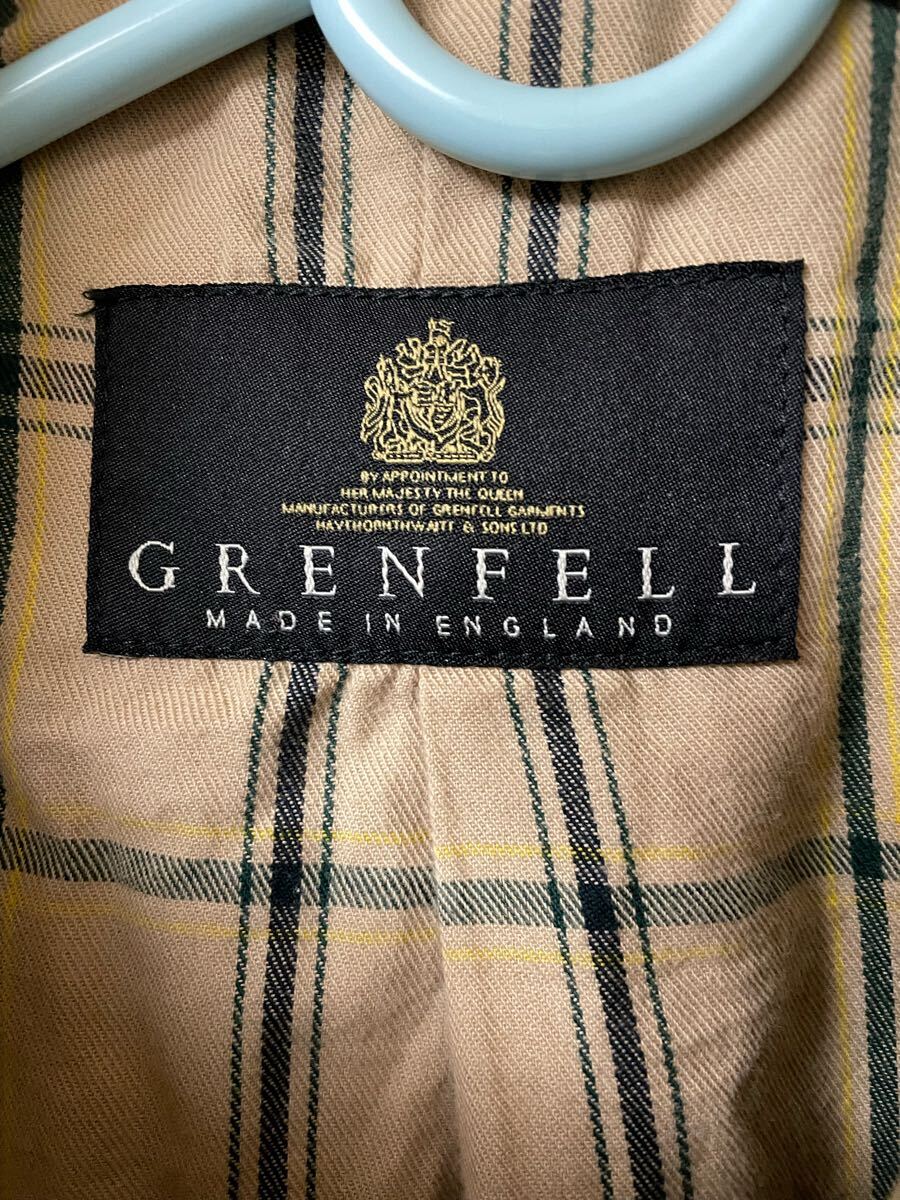 BY APPOINTMENT TO
HER MAJESTY THE QUEEN
MANUFACTURERS OF GRENFELL GARMENTS
HAYTHORNTHWAITE & SONS LTD
GRENFELL
MADE IN ENGLAND